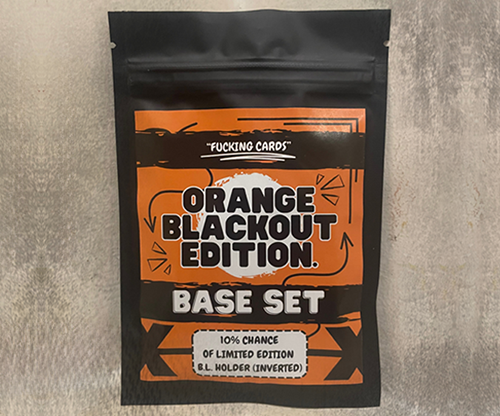 "FUCKING CARDS"
ORANGE
BLACKOUT
EDITION.
BASE SET
10% CHANCE
OF LIMITED EDITION
B.L. HOLDER (INVERTED)